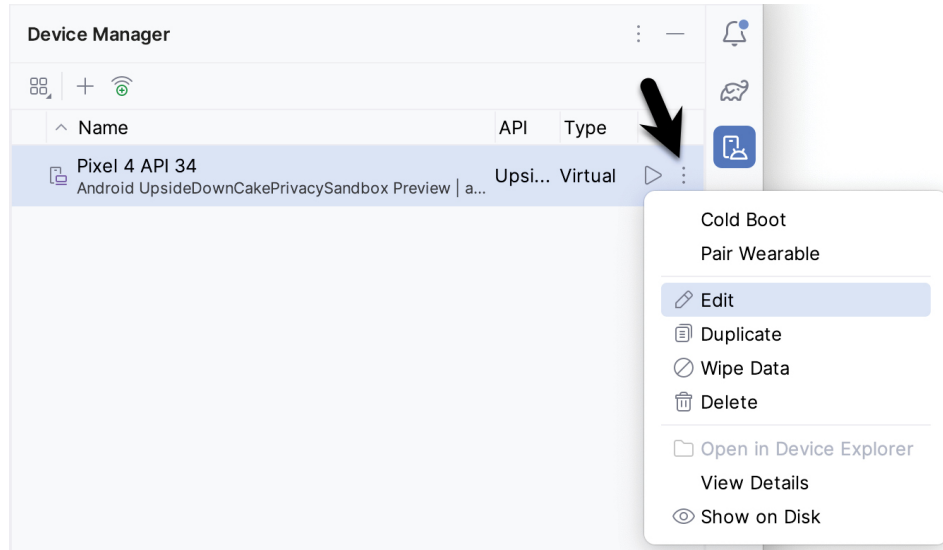 Device Manager
Name API Type
Pixel 4 API 34
Android UpsideDownCakePrivacySandbox Preview | a...
Upsi... Virtual
Cold Boot
Pair Wearable
Edit
Duplicate
Wipe Data
Delete
Open in Device Explorer
View Details
Show on Disk